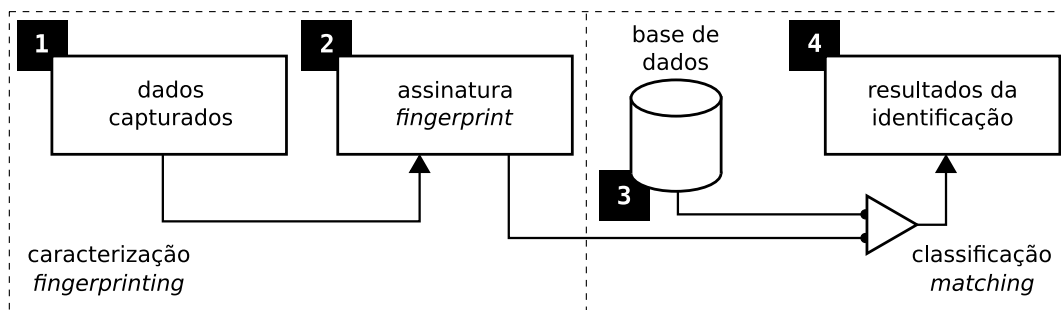 1
dados
capturados
2
assinatura
fingerprint
base de
dados
3
4
resultados da
identificação
caracterização
fingerprinting
classificação
matching